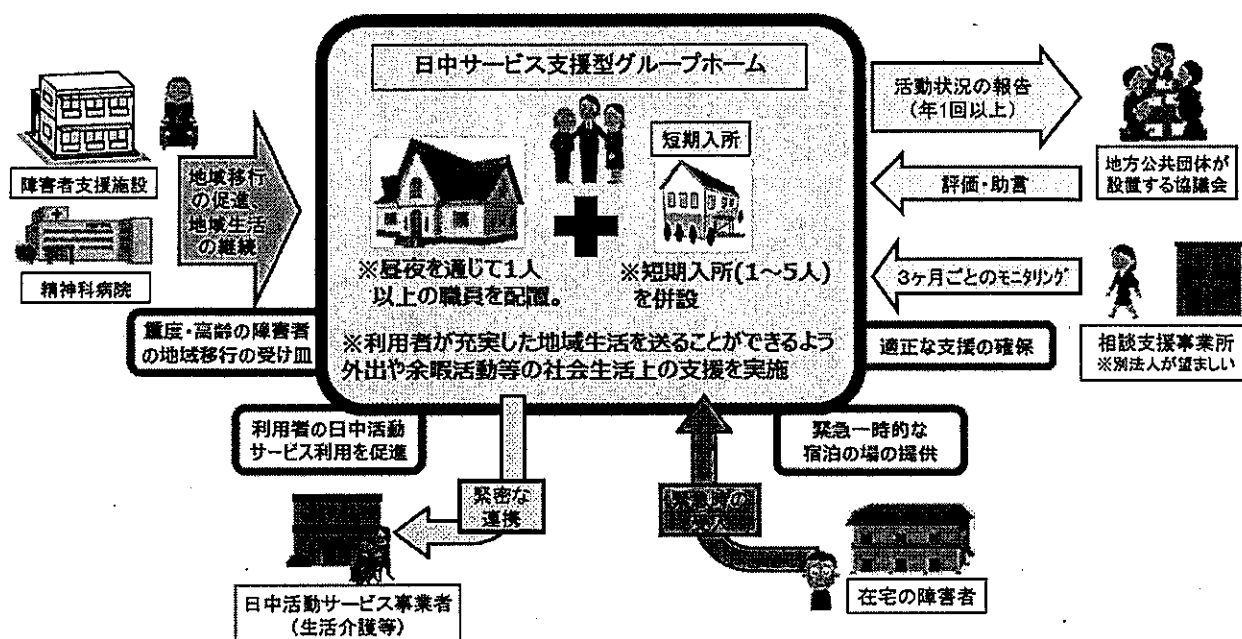 日中サービス支援型グループホーム
短期入所
※昼夜を通じて1人
以上の職員を配置。
※短期入所(1～5人)
を併設
※利用者が充実した地域生活を送ることができるよう
外出や余暇活動等の社会生活上の支援を実施
障害者支援施設
精神科病院
地域移行
の促進、
地域生活
の継続
重度・高齢の障害者
の地域移行の受け皿
活動状況の報告
(年1回以上)
地方公共団体が
設置する協議会
評価・助言
3ヶ月ごとのモニタリング
相談支援事業所
※別法人が望ましい
適正な支援の確保
利用者の日中活動
サービス利用を促進
緊密な
連携
日中活動サービス事業者
(生活介護等)
緊急一時的な
宿泊の場の提供
緊急時の
在宅の障害者